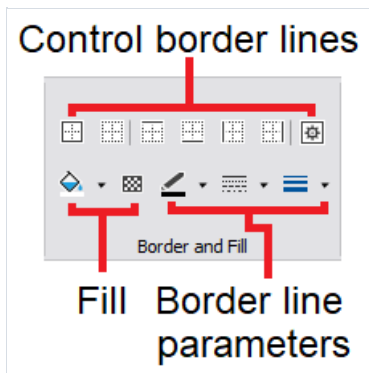 Control border lines
Border and Fill
Fill Border line
parameters